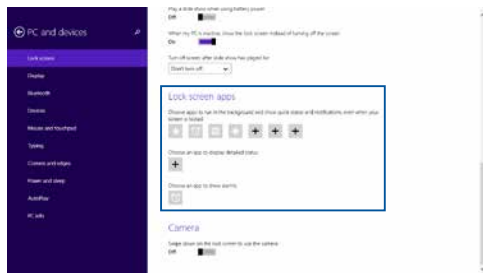 Play a slide show when using battery power
Off
PC and devices
When my PC is inactive, show the lock screen instead of turning off the screen
On
Lock screen
Turn off screen after slide show has played for
Don't turn off
Display
Bluetooth
Lock screen apps
Choose apps to run in the background and show quick status and notifications, even when your
screen is locked
Devices
Mouse and touchpad
Typing
Choose an app to display detailed status
Corners and edges
Power and sleep
Choose an app to show alarms
AutoPlay
PC info
Camera
Swipe down on the lock screen to use the camera
Off